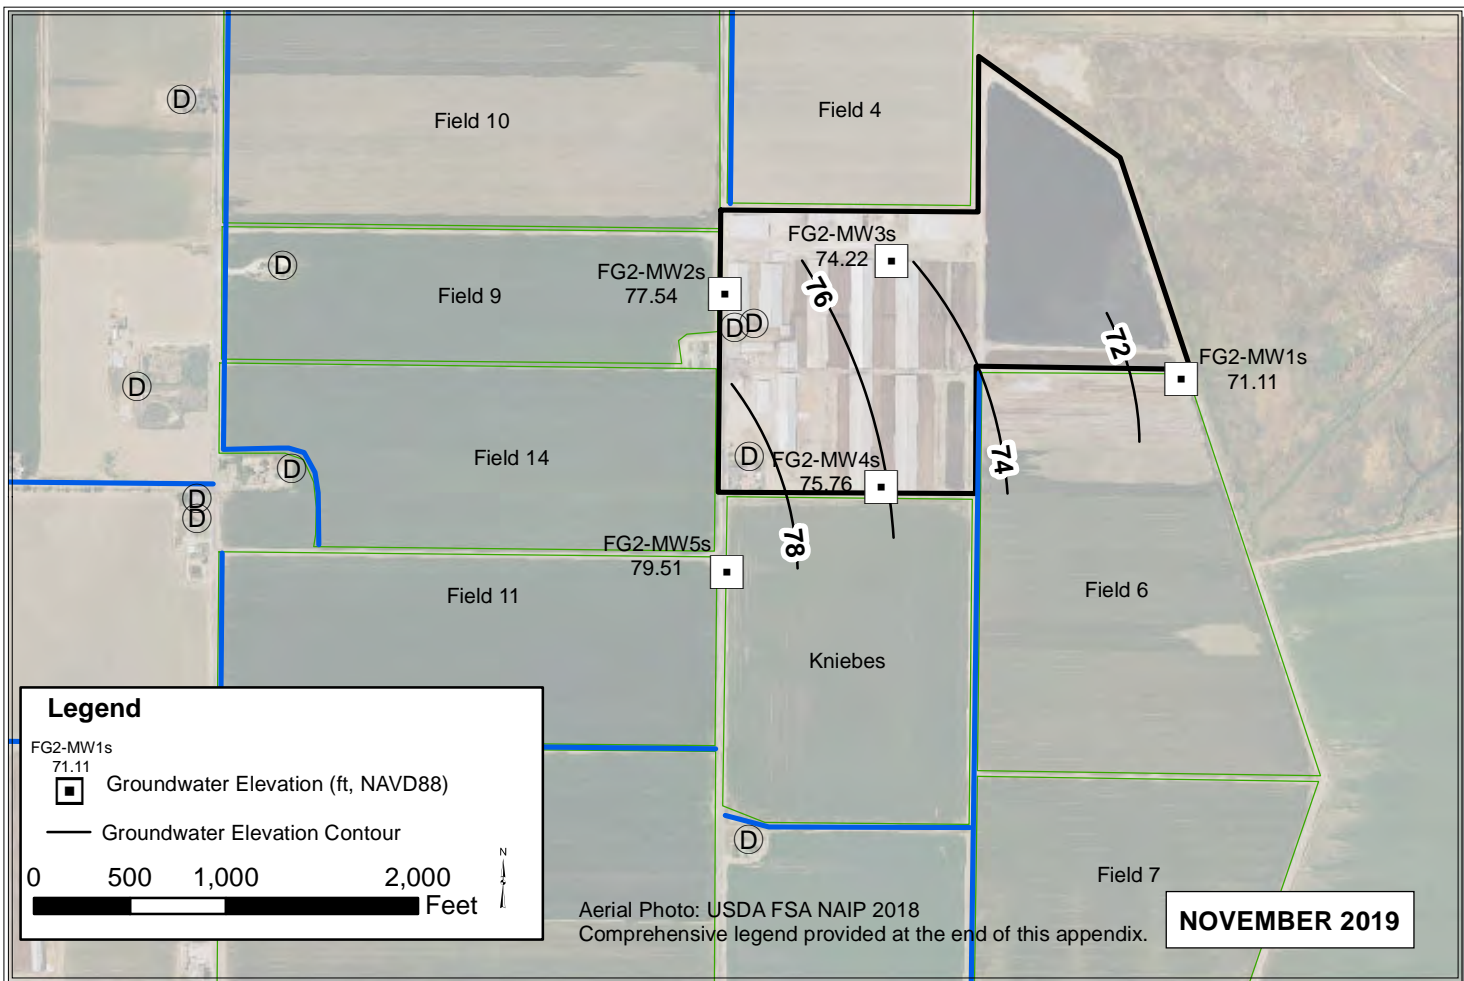 D
Field 10
Field 4
FG2-MW3s
74.22
D
FG2-MW2s
77.54
76
Field 9
D
D
72
FG2-MW1s
71.11
D
Field 14
D
D
FG2-MW4s
75.76
74
D
D
78
FG2-MW5s
79.51
Field 11
Field 6
Kniebes
D
Field 7
Legend
FG2-MW1s
71.11
Groundwater Elevation (ft, NAVD88)
Groundwater Elevation Contour
N
0 500 1,000 2,000
Feet
Aerial Photo: USDA FSA NAIP 2018
Comprehensive legend provided at the end of this appendix.
NOVEMBER 2019